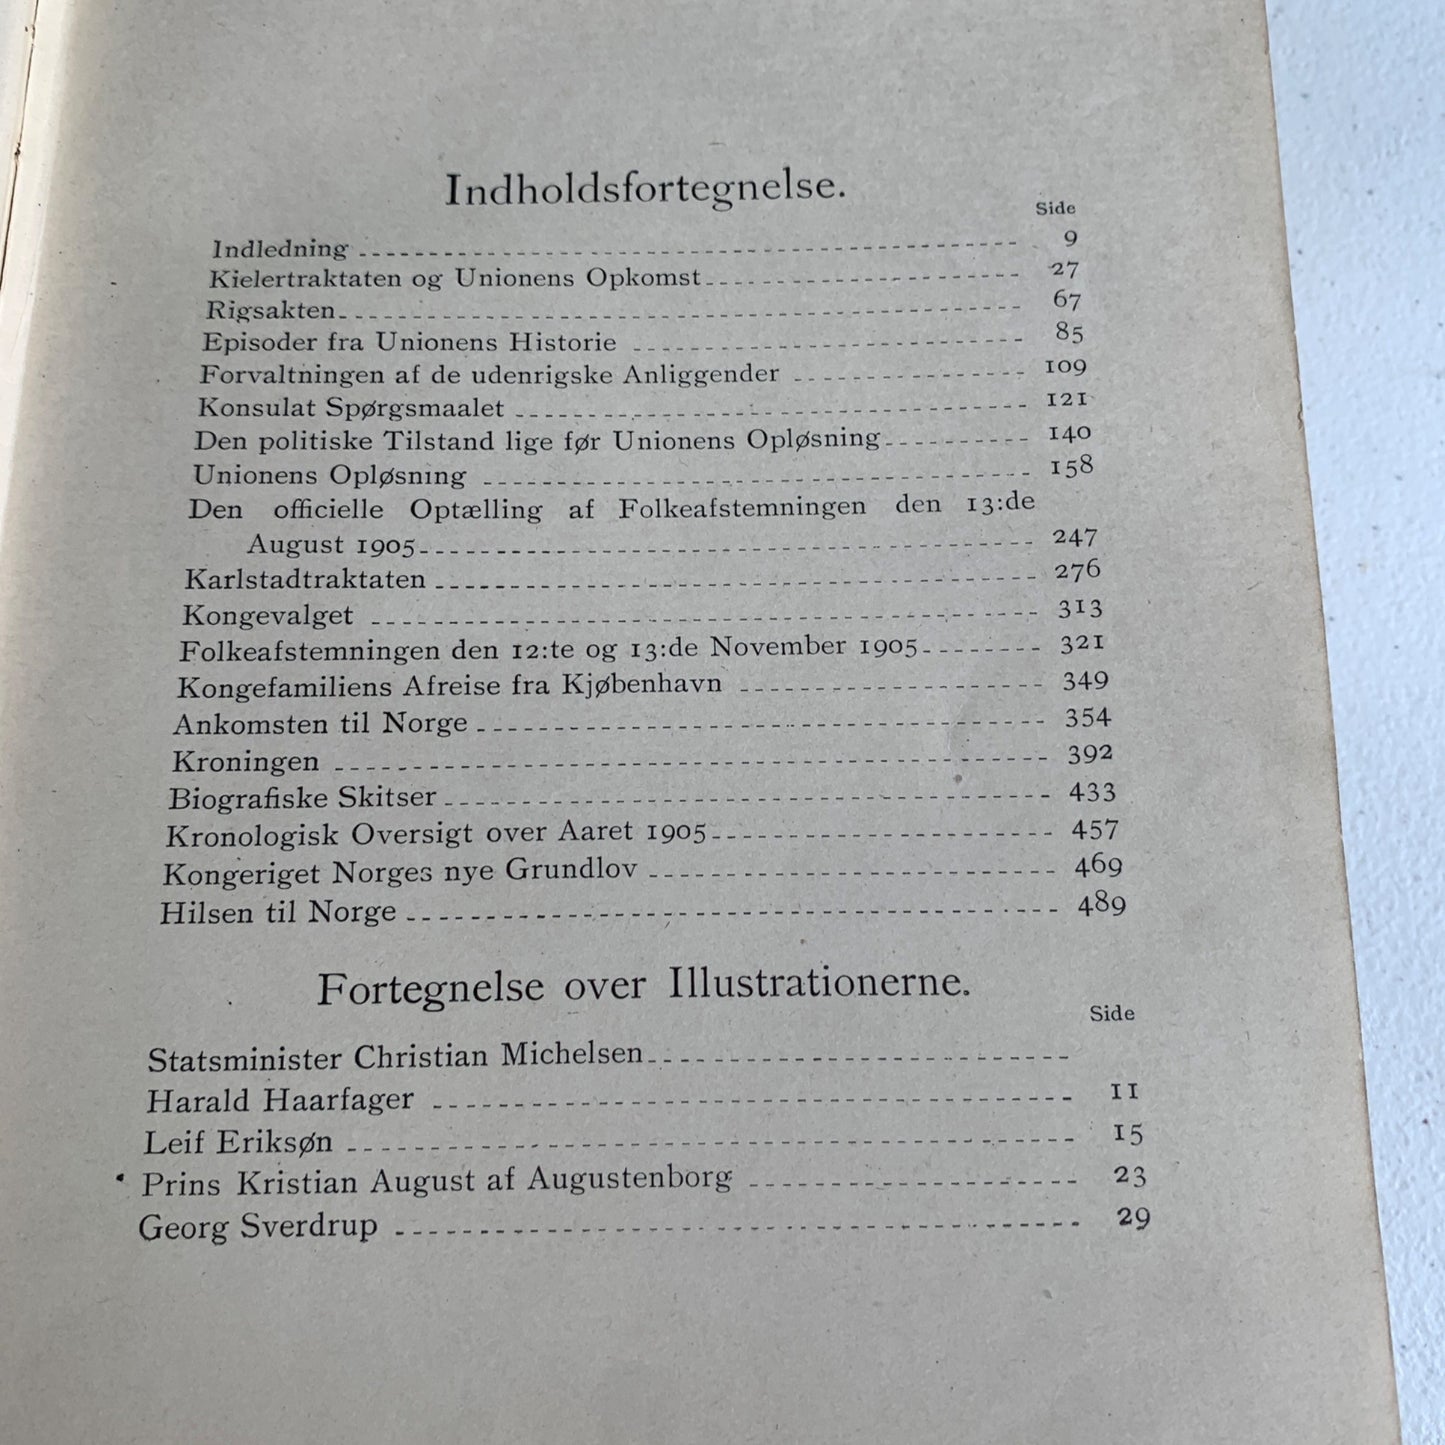 Indholdsfortegnelse.
Side
Indledning 9
Kielertraktaten og Unionens Opkomst 27
Rigsakten 67
Episoder fra Unionens Historie 85
Forvaltningen af de udenrigske Anliggender 109
Konsulat Spørgsmaalet 121
Den politiske Tilstand lige før Unionens Opløsning 140
Unionens Opløsning 158
Den officielle Optælling af Folkeafstemningen den 13:de
August 1905 247
Karlstadtraktaten 276
Kongevalget 313
Folkeafstemningen den 12:te og 13:de November 1905 321
Kongefamiliens Afreise fra Kjøbenhavn 349
Ankomsten til Norge 354
Kroningen 392
Biografiske Skitser 433
Kronologisk Oversigt over Aaret 1905 457
Kongeriget Norges nye Grundlov 469
Hilsen til Norge 489
Fortegnelse over Illustrationerne.
Side
Statsminister Christian Michelsen
Harald Haarfager 11
Leif Eriksøn 15
Prins Kristian August af Augustenborg 23
Georg Sverdrup 29